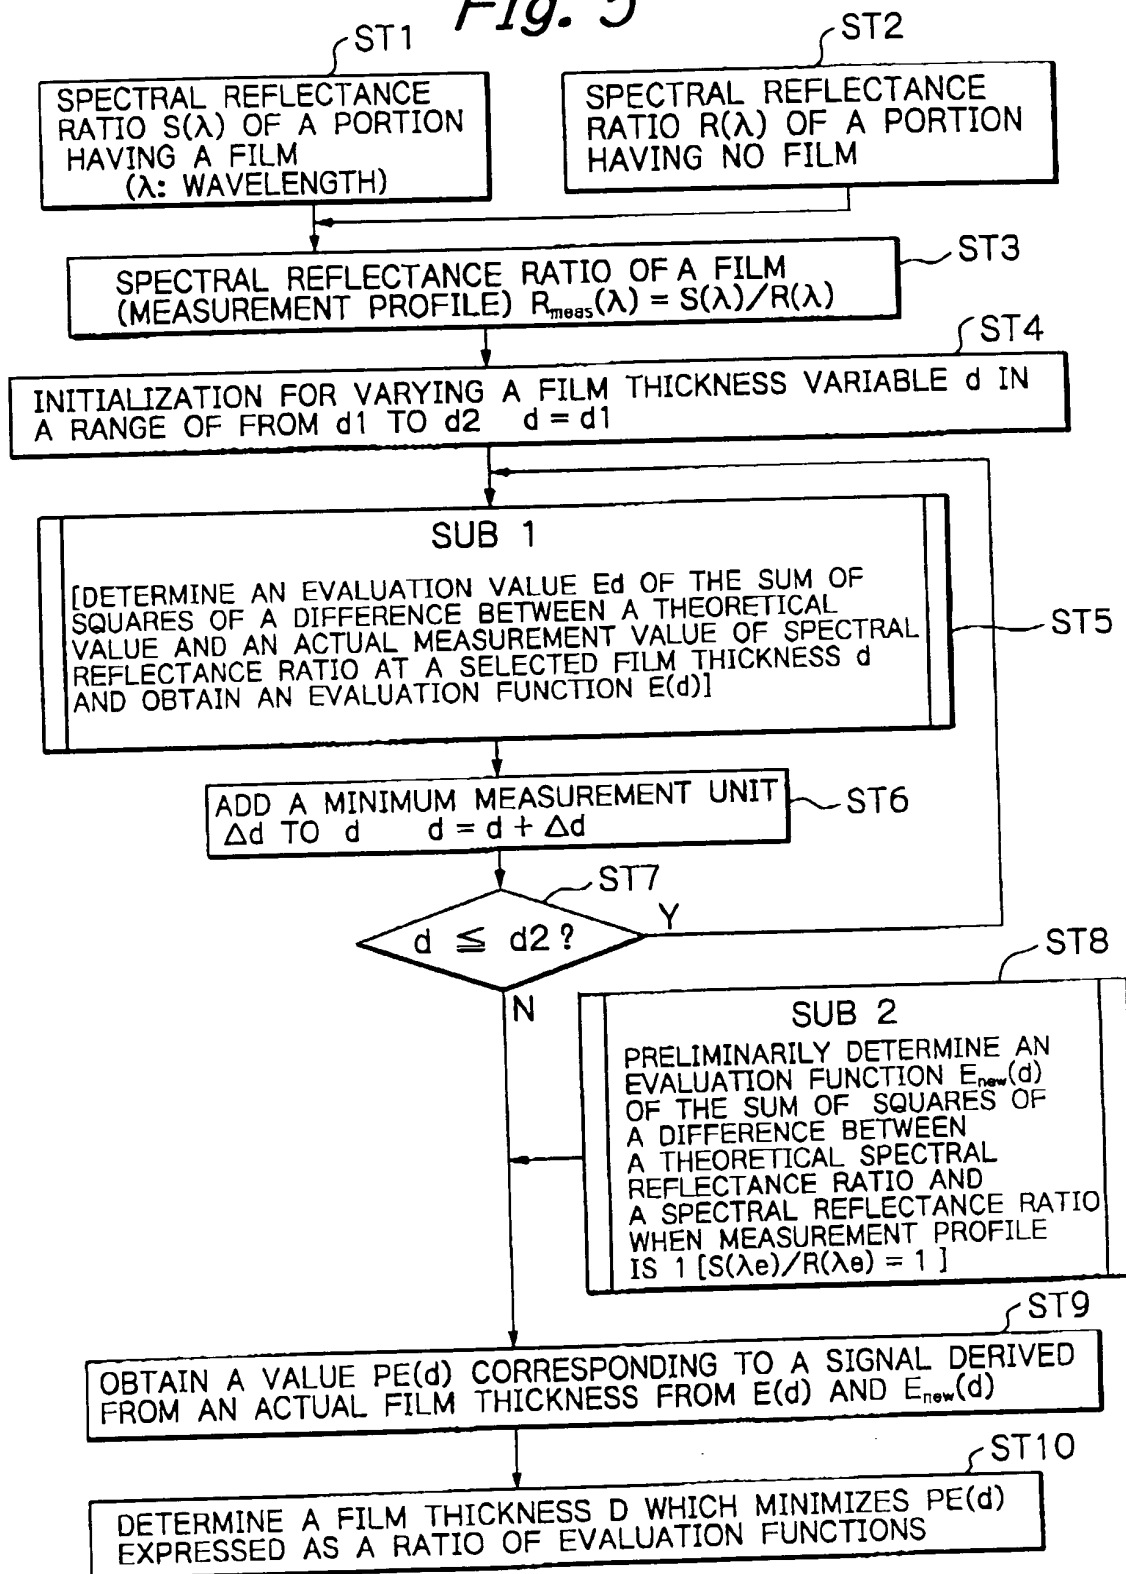 Fig. 5
ST1
SPECTRAL REFLECTANCE
RATIO S(λ) OF A PORTION
HAVING A FILM
(λ: WAVELENGTH)
ST2
SPECTRAL REFLECTANCE
RATIO R(λ) OF A PORTION
HAVING NO FILM
ST3
SPECTRAL REFLECTANCE RATIO OF A FILM
(MEASUREMENT PROFILE) Rmeas(λ) = S(λ)/R(λ)
ST4
INITIALIZATION FOR VARYING A FILM THICKNESS VARIABLE d IN
A RANGE OF FROM d1 TO d2 d = d1
SUB 1
[DETERMINE AN EVALUATION VALUE Ed OF THE SUM OF
SQUARES OF A DIFFERENCE BETWEEN A THEORETICAL
VALUE AND AN ACTUAL MEASUREMENT VALUE OF SPECTRAL
REFLECTANCE RATIO AT A SELECTED FILM THICKNESS d
AND OBTAIN AN EVALUATION FUNCTION E(d)]
ST5
ADD A MINIMUM MEASUREMENT UNIT
Δd TO d d = d + Δd
ST6
ST7
d ≦ d2 ?
Y
N
ST8
SUB 2
PRELIMINARILY DETERMINE AN
EVALUATION FUNCTION Enew(d)
OF THE SUM OF SQUARES OF
A DIFFERENCE BETWEEN
A THEORETICAL SPECTRAL
REFLECTANCE RATIO AND
A SPECTRAL REFLECTANCE RATIO
WHEN MEASUREMENT PROFILE
IS 1 [S(λe)/R(λe) = 1 ]
ST9
OBTAIN A VALUE PE(d) CORRESPONDING TO A SIGNAL DERIVED
FROM AN ACTUAL FILM THICKNESS FROM E(d) AND Enew(d)
ST10
DETERMINE A FILM THICKNESS D WHICH MINIMIZES PE(d)
EXPRESSED AS A RATIO OF EVALUATION FUNCTIONS